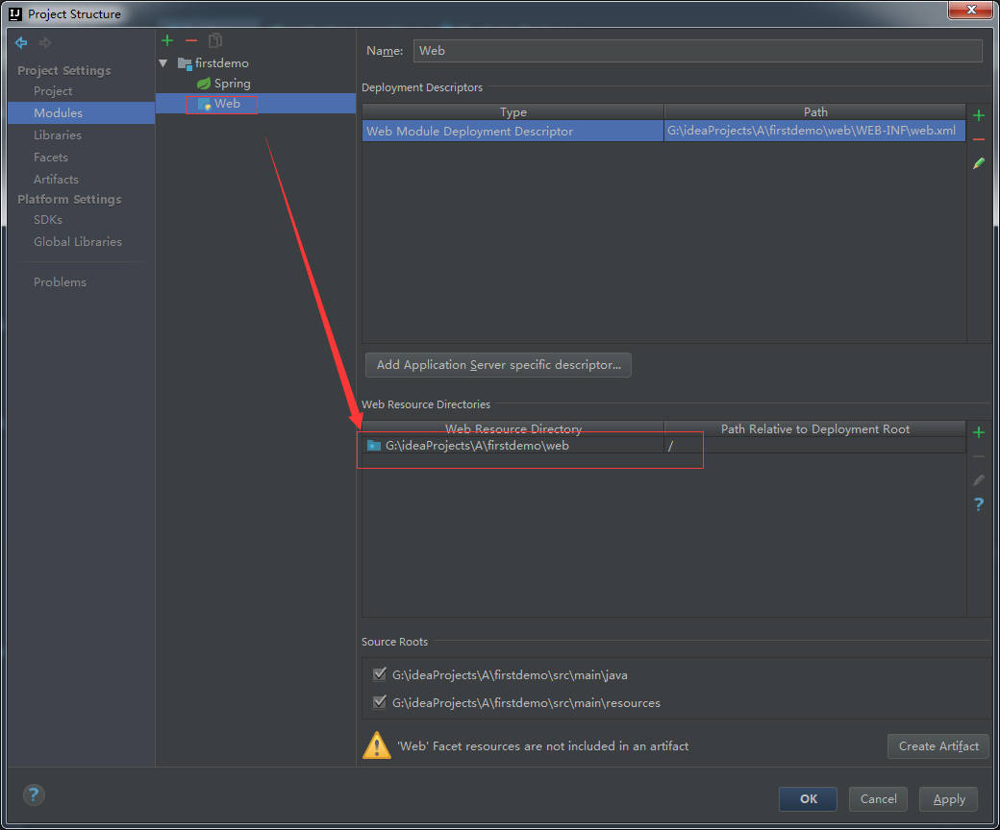 Project Structure
Project Settings
Project
Modules
Libraries
Facets
Artifacts
Platform Settings
SDKs
Global Libraries
Problems
firstdemo
Spring
Web
Name: Web
Deployment Descriptors
Type Path
Web Module Deployment Descriptor G:\ideaProjects\A\firstdemo\web\WEB-INF\web.xml
Add Application Server specific descriptor...
Web Resource Directories
Web Resource Directory Path Relative to Deployment Root
G:\ideaProjects\A\firstdemo\web /
Source Roots
G:\ideaProjects\A\firstdemo\src\main\java
G:\ideaProjects\A\firstdemo\src\main\resources
'Web' Facet resources are not included in an artifact Create Artifact
OK Cancel Apply